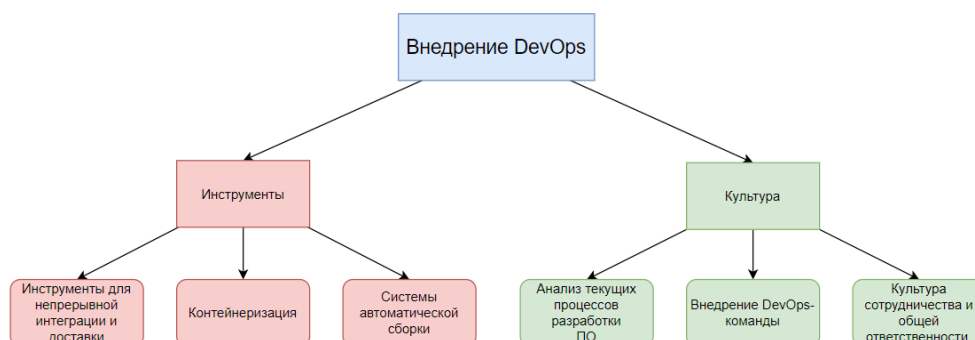 Внедрение DevOps
Инструменты
Культура
Инструменты для
непрерывной
интеграции и
доставки
Контейнеризация
Системы
автоматической
сборки
Анализ текущих
процессов
разработки
ПО
Внедрение DevOps-
команды
Культура
сотрудничества и
общей
ответственности